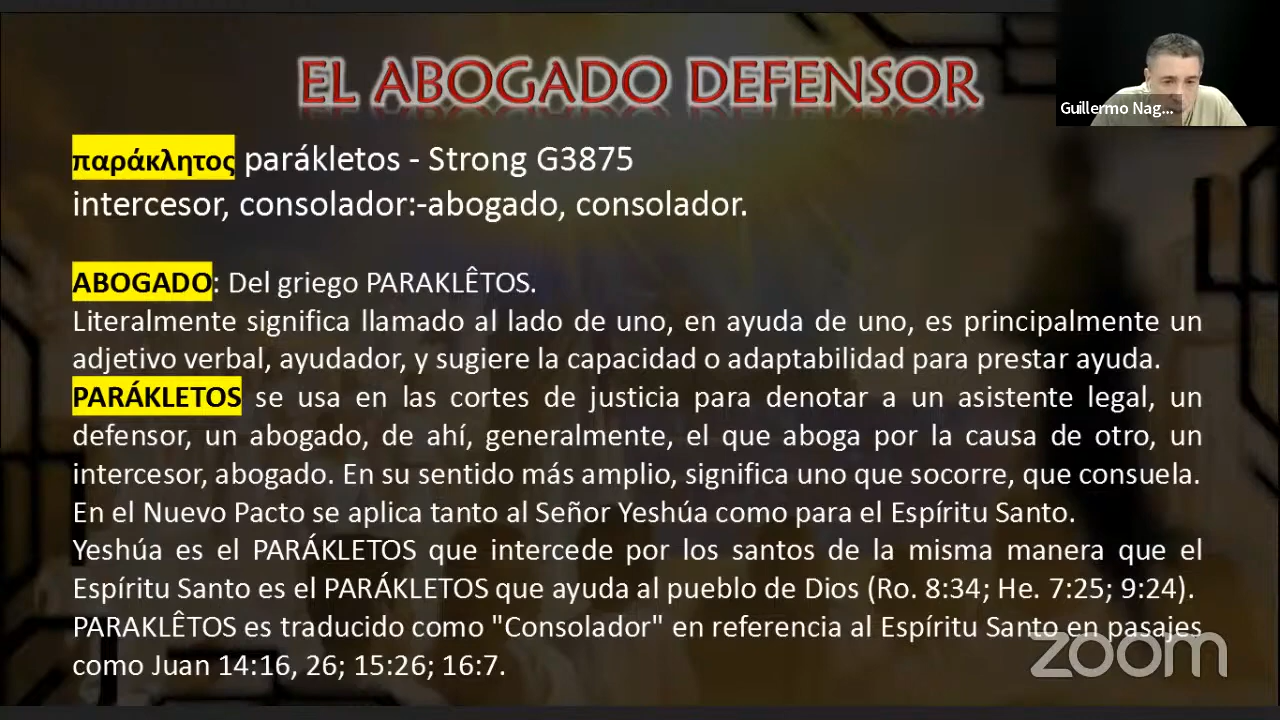 EL ABOGADO DEFENSOR
Guillermo Nag...
παράκλητος parákletos - Strong G3875
intercesor, consolador:-abogado, consolador.
ABOGADO: Del griego PARAKLÊTOS.
Literalmente significa llamado al lado de uno, en ayuda de uno, es principalmente un
adjetivo verbal, ayudador, y sugiere la capacidad o adaptabilidad para prestar ayuda.
PARÁKLETOS se usa en las cortes de justicia para denotar a un asistente legal, un
defensor, un abogado, de ahí, generalmente, el que aboga por la causa de otro, un
intercesor, abogado. En su sentido más amplio, significa uno que socorre, que consuela.
En el Nuevo Pacto se aplica tanto al Señor Yeshúa como para el Espíritu Santo.
Yeshúa es el PARÁKLETOS que intercede por los santos de la misma manera que el
Espíritu Santo es el PARÁKLETOS que ayuda al pueblo de Dios (Ro. 8:34; He. 7:25; 9:24).
PARAKLÊTOS es traducido como "Consolador" en referencia al Espíritu Santo en pasajes
como Juan 14:16, 26; 15:26; 16:7.
zoom